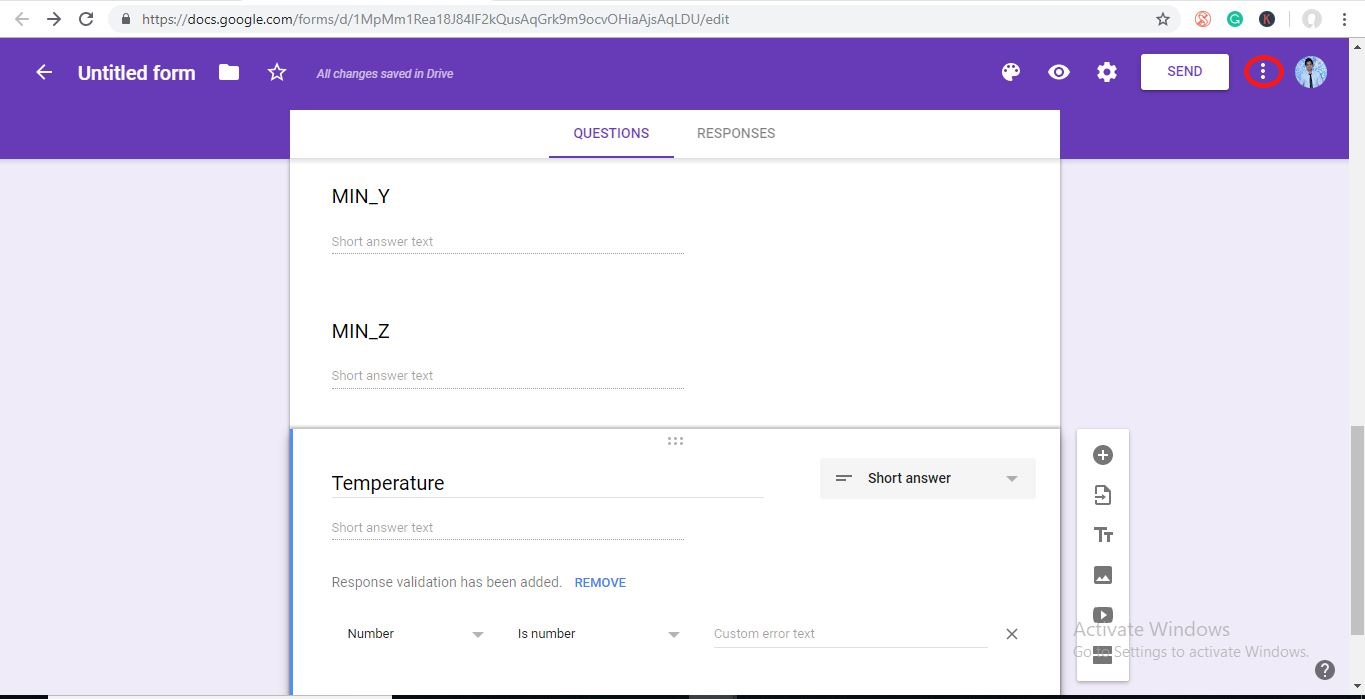 https://docs.google.com/forms/d/1MpMm1Rea18J84IF2kQusAqGrk9m9ocvOHiaAjsAqLDU/edit
K
Untitled form
All changes saved in Drive
SEND
QUESTIONS RESPONSES
MIN_Y
Short answer text
MIN_Z
Short answer text
Temperature
Short answer
Short answer text
Tт
Response validation has been added. REMOVE
Number Is number Custom error text
Activate Windows
Go to Settings to activate Windows.